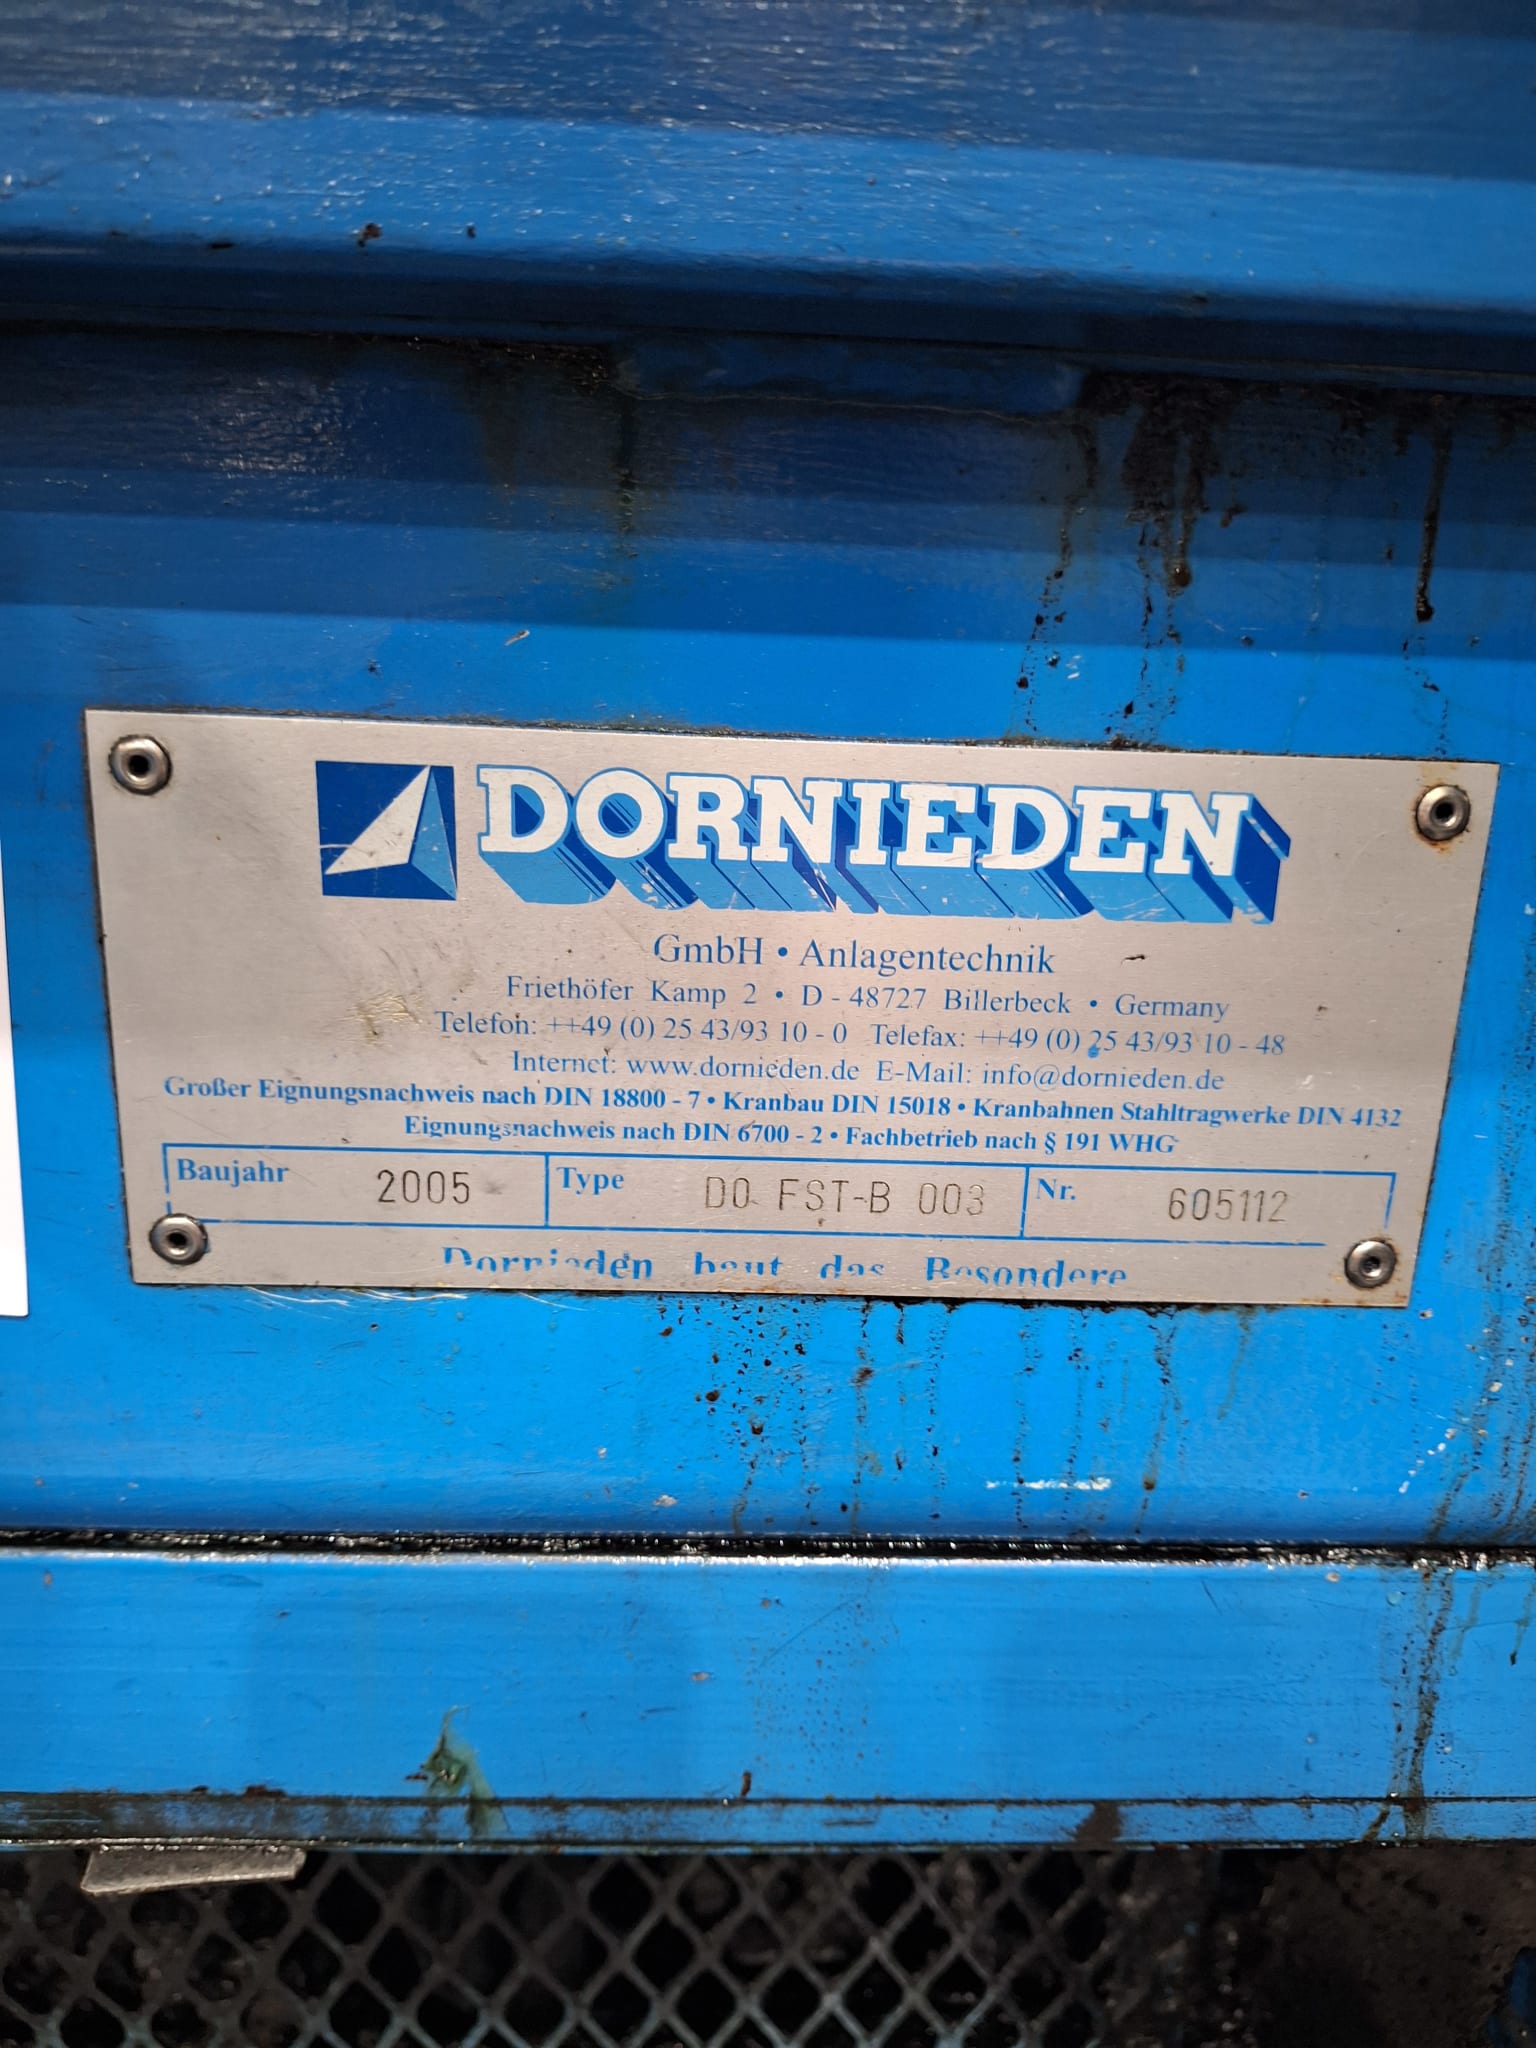 DORNIEDEN
GmbH • Anlagentechnik
Friethöfer Kamp 2 • D - 48727 Billerbeck • Germany
Telefon: ++49 (0) 25 43/93 10 - 0 Telefax: ++49 (0) 25 43/93 10 - 48
Internet: www.dornieden.de E-Mail: info@dornieden.de
Großer Eignungsnachweis nach DIN 18800 - 7 • Kranbau DIN 15018 • Kranbahnen Stahltragwerke DIN 4132
Eignungsnachweis nach DIN 6700 - 2 • Fachbetrieb nach § 191 WHG
Baujahr 2005 Type DO FST-B 003 Nr. 605112
Dornieden baut das Besondere